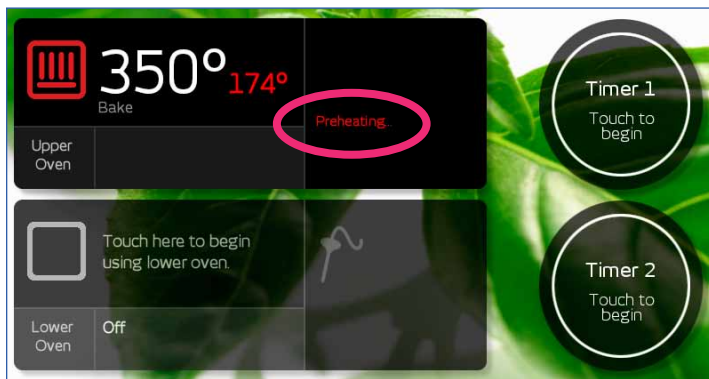 350° 174°
Bake
Preheating...
Upper
Oven
Timer 1
Touch to
begin
Touch here to begin
using lower oven.
Lower
Oven
Off
Timer 2
Touch to
begin